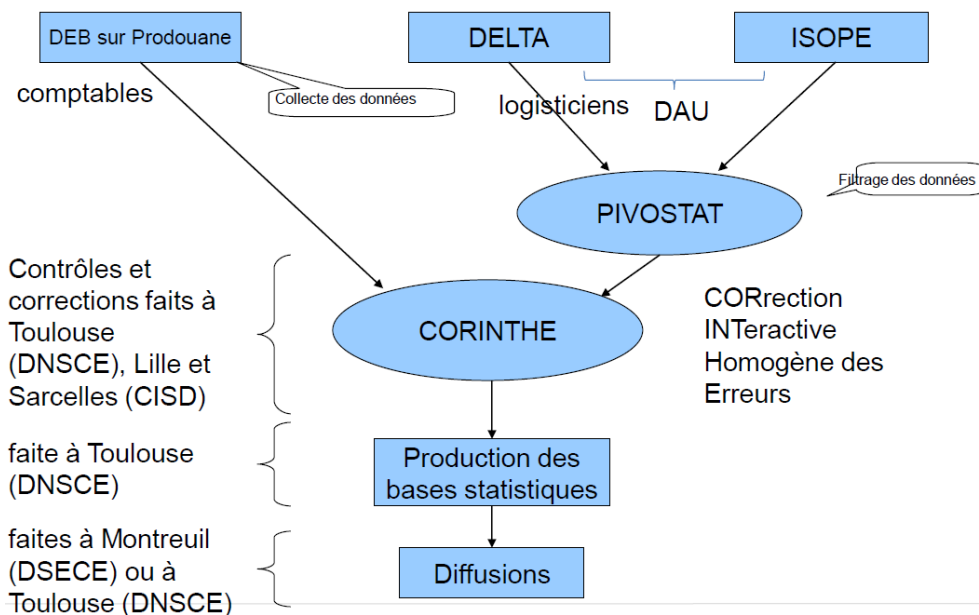 DEB sur Prodouane
DELTA
ISOPE
comptables
Collecte des données
logisticiens
DAU
Filtrage des données
PIVOSTAT
Contrôles et
corrections faits à
Toulouse
(DNSCE), Lille et
Sarcelles (CISD)
CORINTHE
CORrection
INTeractive
Homogène des
Erreurs
faite à Toulouse
(DNSCE)
Production des
bases statistiques
faites à Montreuil
(DSECE) ou à
Toulouse (DNSCE)
Diffusions